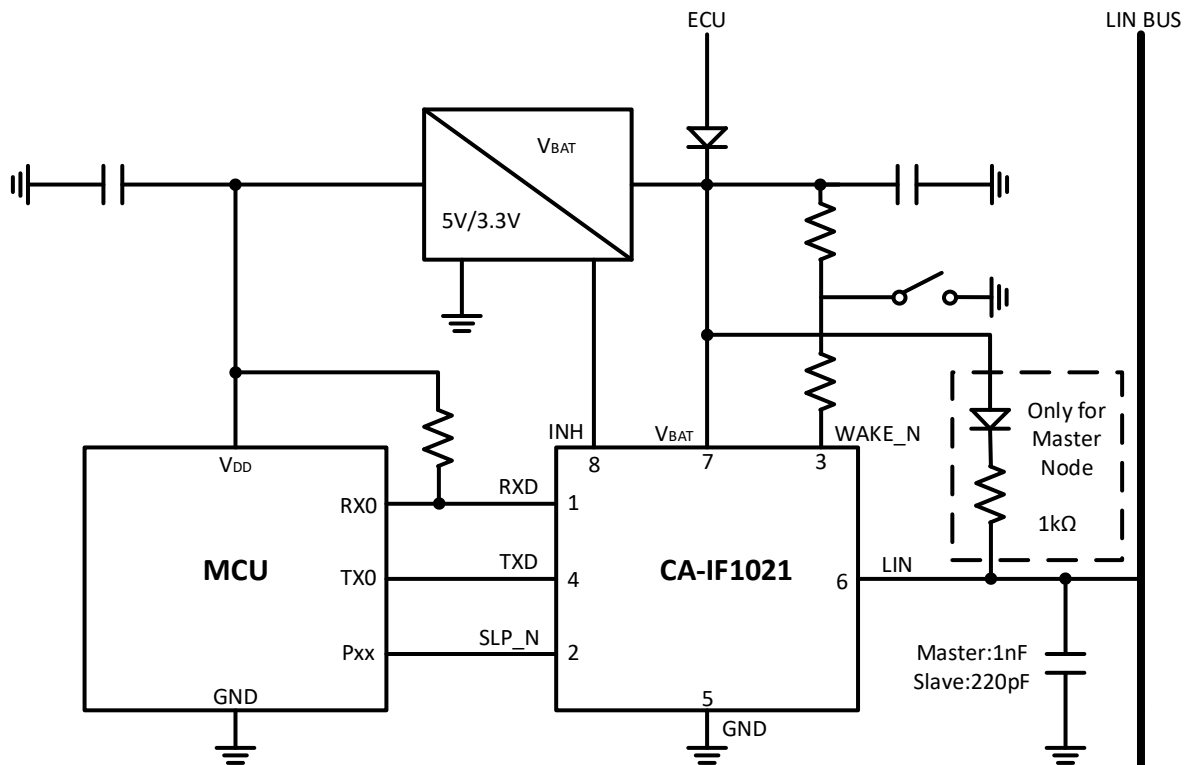 ECU
LIN BUS
VBAT
5V/3.3V
INH
VBAT
WAKE_N
8
7
3
Only for
Master
Node
1kΩ
VDD
RX0
RXD
1
MCU
TX0
TXD
4
CA-IF1021
6
LIN
Pxx
SLP_N
2
Master:1nF
Slave:220pF
GND
5
GND